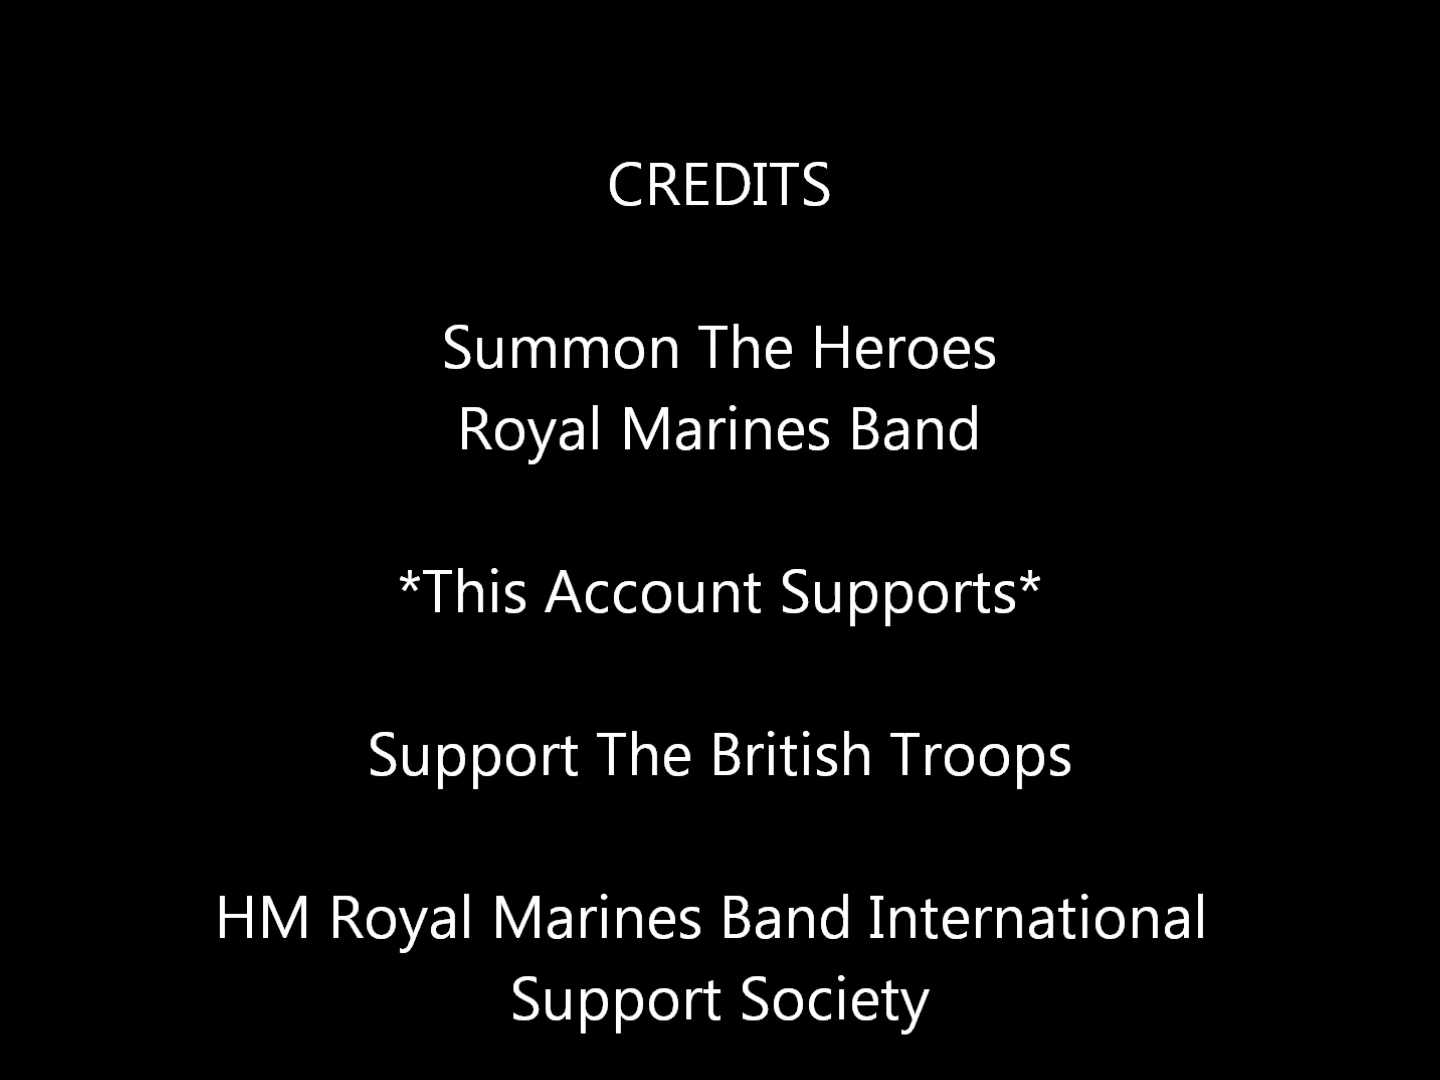 CREDITS
Summon The Heroes
Royal Marines Band
*This Account Supports*
Support The British Troops
HM Royal Marines Band International
Support Society